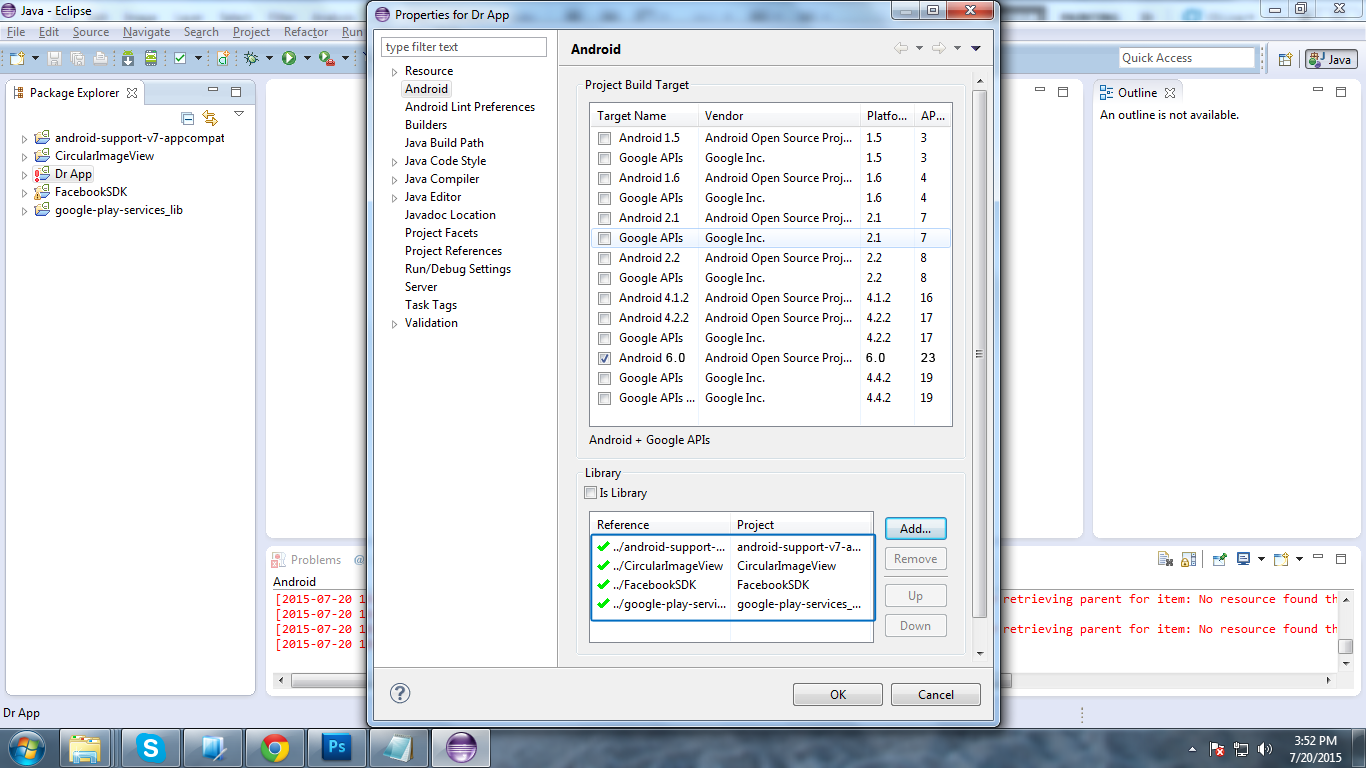 Java - Eclipse
Properties for Dr App
File Edit Source Navigate Search Project Refactor Run
type filter text
Android
Quick Access
Java
Package Explorer
android-support-v7-appcompat
CircularImageView
Dr App
FacebookSDK
google-play-services_lib
Resource
Android
Android Lint Preferences
Builders
Java Build Path
Java Code Style
Java Compiler
Java Editor
Javadoc Location
Project Facets
Project References
Run/Debug Settings
Server
Task Tags
Validation
Project Build Target
Target Name Vendor Platfo... AP...
Android 1.5 Android Open Source Proj... 1.5 3
Google APIs Google Inc. 1.5 3
Android 1.6 Android Open Source Proj... 1.6 4
Google APIs Google Inc. 1.6 4
Android 2.1 Android Open Source Proj... 2.1 7
Google APIs Google Inc. 2.1 7
Android 2.2 Android Open Source Proj... 2.2 8
Google APIs Google Inc. 2.2 8
Android 4.1.2 Android Open Source Proj... 4.1.2 16
Android 4.2.2 Android Open Source Proj... 4.2.2 17
Google APIs Google Inc. 4.2.2 17
Android 6.0 Android Open Source Proj... 6.0 23
Google APIs Google Inc. 4.4.2 19
Google APIs ... Google Inc. 4.4.2 19
Android + Google APIs
Library
Is Library
Reference Project
../android-support-... android-support-v7-a...
../CircularImageView CircularImageView
../FacebookSDK FacebookSDK
../google-play-servi... google-play-services_...
Add...
Remove
Up
Down
OK
Cancel
Outline
An outline is not available.
Problems @
Android
[2015-07-20 1
[2015-07-20 1
[2015-07-20 1
[2015-07-20 1
retrieving parent for item: No resource found th
retrieving parent for item: No resource found th
Dr App
Ps
3:52 PM
7/20/2015